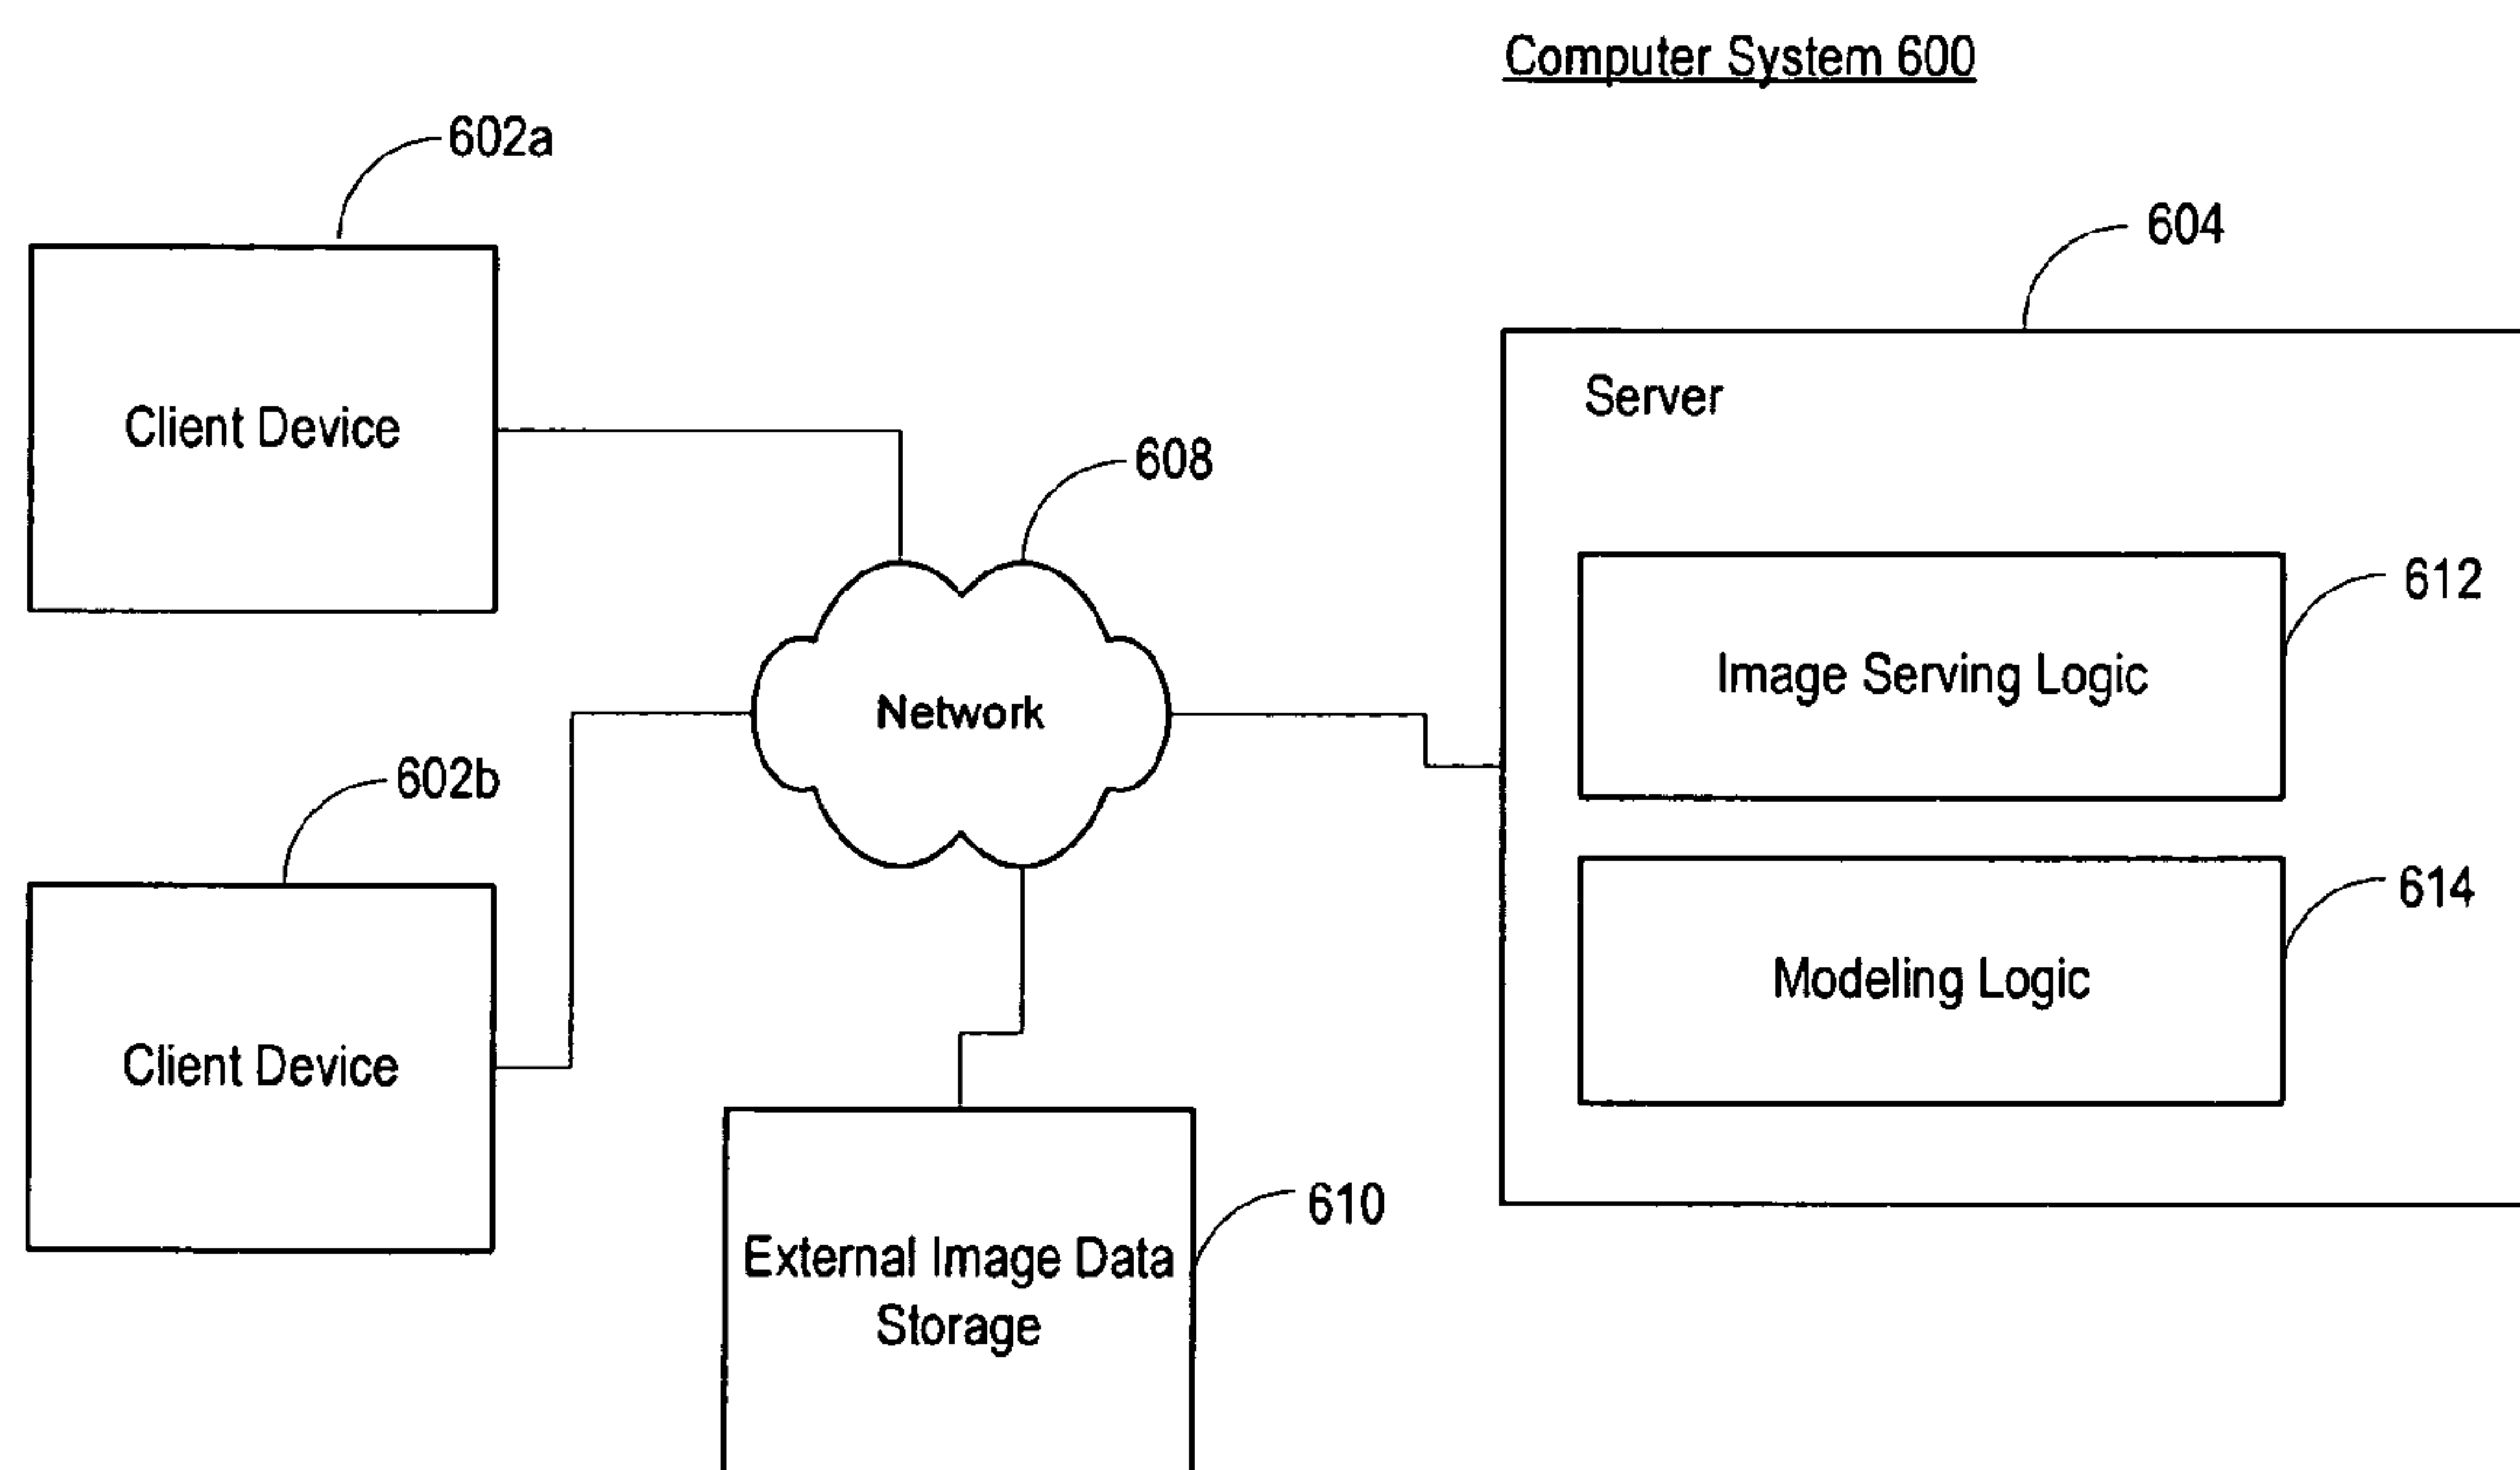 Computer System 600
602a
604
Client Device
Server
608
612
Image Serving Logic
Network
602b
614
Modeling Logic
Client Device
610
External Image Data
Storage